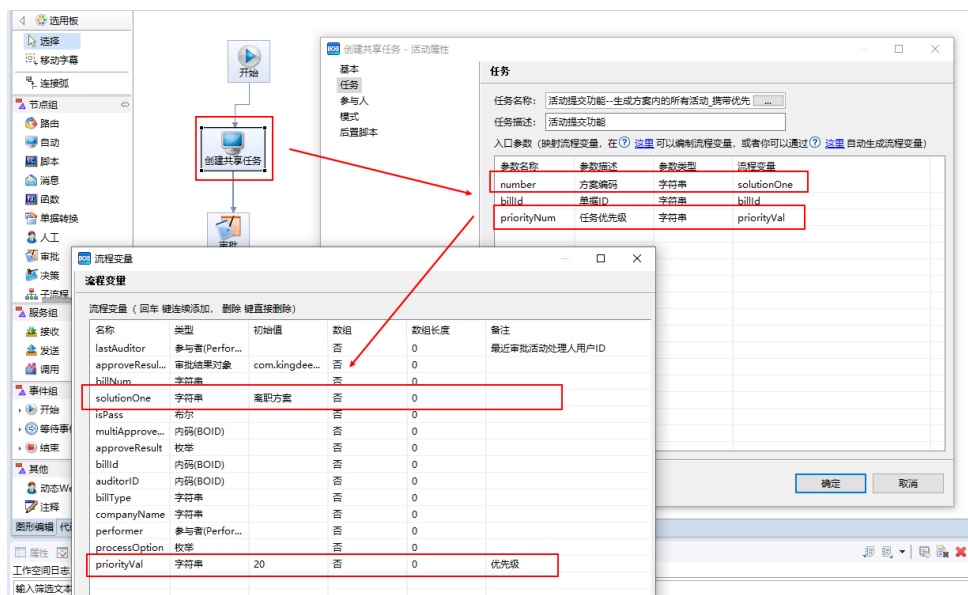 选用板
选择
移动字幕
连接弧
节点组
路由
自动
脚本
消息
函数
单据转换
人工
审批
决策
子流程
服务组
接收
发送
调用
事件组
开始
等待事件
结束
其他
动态We
注释
图形编辑 代
属性
工作空间日志
输入筛选文本
开始
创建共享任务
审批
BOS 创建共享任务 - 活动属性
基本
任务
参与人
模式
后置脚本
任务
任务名称: 活动提交功能--生成方案内的所有活动_携带优先 ...
任务描述: 活动提交功能
入口参数 (映射流程变量, 在? 这里 可以编制流程变量, 或者你可以通过? 这里 自动生成流程变量)
参数名称 参数描述 参数类型 流程变量
number 方案编码 字符串 solutionOne
billId 单据ID 字符串 billId
priorityNum 任务优先级 字符串 priorityVal
确定 取消
BOS 流程变量
流程变量
流程变量 ( 回车 键连续添加, 删除 键直接删除)
名称 类型 初始值 数组 数组长度 备注
lastAuditor 参与者(Perfor... 否 0 最近审批活动处理人用户ID
approveResul... 审批结果对象 com.kingdee... 否 0
billNum 字符串 否 0
solutionOne 字符串 离职方案 否 0
isPass 布尔 否 0
multiApprove... 内码(BOID) 否 0
approveResult 枚举 否 0
billId 内码(BOID) 否 0
auditorID 内码(BOID) 否 0
billType 字符串 否 0
companyName 字符串 否 0
performer 参与者(Perfor... 否 0
processOption 枚举 否 0
priorityVal 字符串 20 否 0 优先级